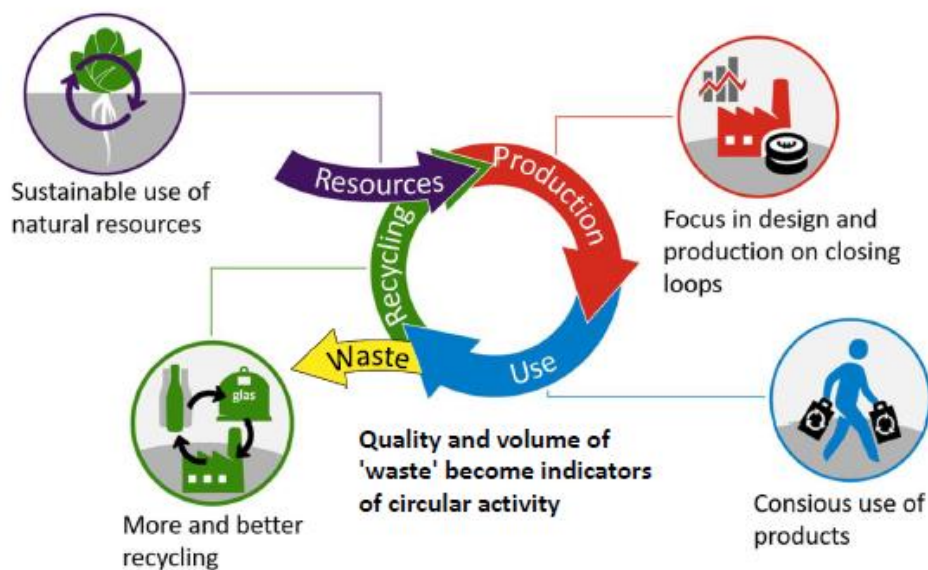 Sustainable use of
natural resources
Resources
Production
Focus in design and
production on closing
loops
Recycling
Waste
Use
glas
More and better
recycling
Quality and volume of
'waste' become indicators
of circular activity
Consious use of
products